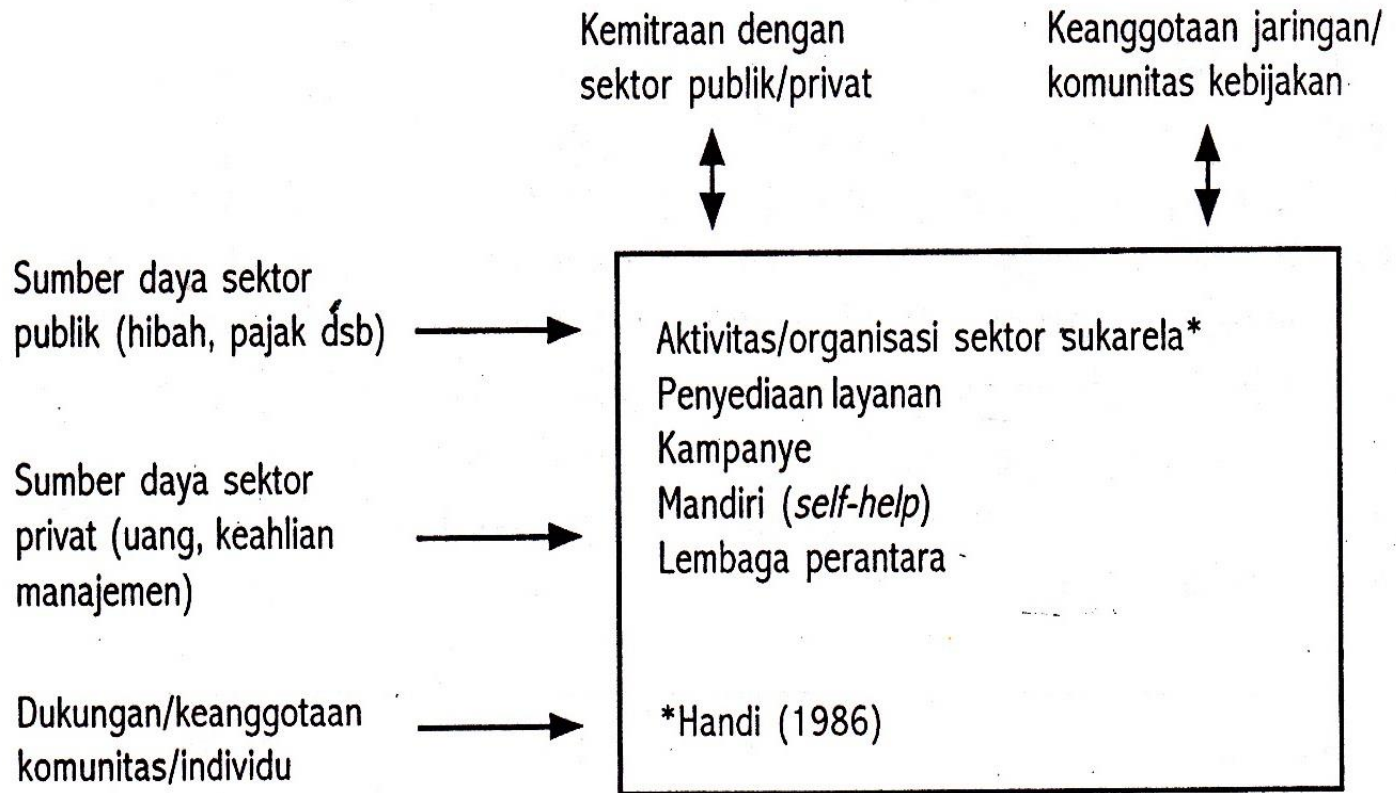 Kemitraan dengan
sektor publik/privat
Keanggotaan jaringan/
komunitas kebijakan
Sumber daya sektor
publik (hibah, pajak dsb)
Sumber daya sektor
privat (uang, keahlian
manajemen)
Dukungan/keanggotaan
komunitas/individu
Aktivitas/organisasi sektor sukarela*
Penyediaan layanan
Kampanye
Mandiri (self-help)
Lembaga perantara
*Handi (1986)